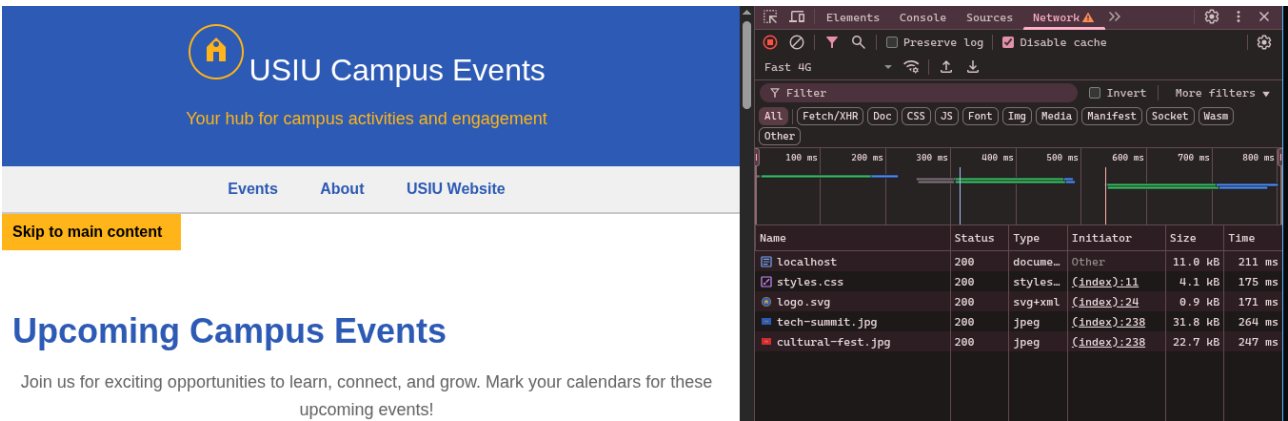 USIU Campus Events
Your hub for campus activities and engagement
Events About USIU Website
Skip to main content
Upcoming Campus Events
Join us for exciting opportunities to learn, connect, and grow. Mark your calendars for these
upcoming events!
Elements Console Sources Network
Preserve log Disable cache
Fast 4G
Filter Invert More filters
All Fetch/XHR Doc CSS JS Font Img Media Manifest Socket Wasm
Other
100 ms 200 ms 300 ms 400 ms 500 ms 600 ms 700 ms 800 ms
Name Status Type Initiator Size Time
localhost 200 docume… Other 11.0 kB 211 ms
styles.css 200 styles… (index):11 4.1 kB 175 ms
logo.svg 200 svg+xml (index):24 0.9 kB 171 ms
tech-summit.jpg 200 jpeg (index):238 31.8 kB 264 ms
cultural-fest.jpg 200 jpeg (index):238 22.7 kB 247 ms